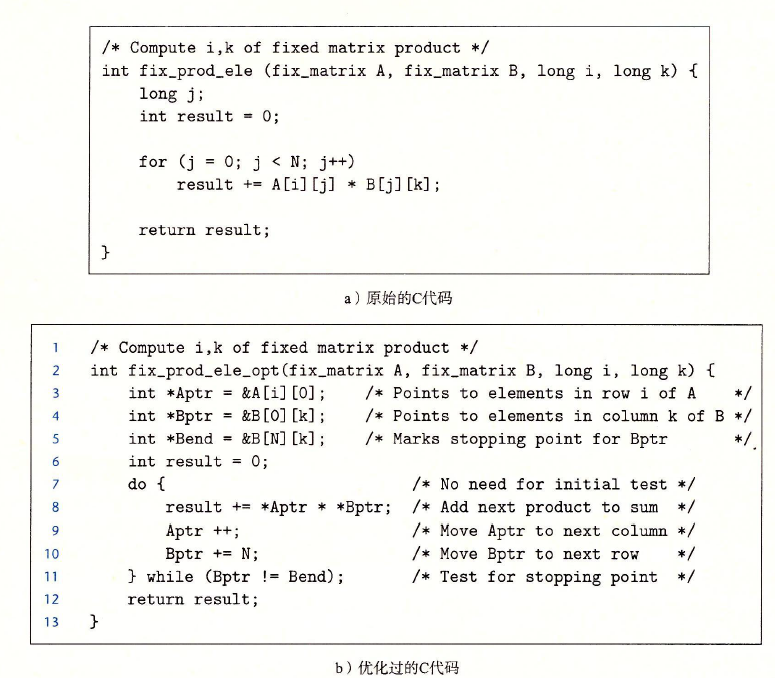 /* Compute i,k of fixed matrix product */
int fix_prod_ele (fix_matrix A, fix_matrix B, long i, long k) {
    long j;
    int result = 0;

    for (j = 0; j < N; j++)
        result += A[i][j] * B[j][k];

    return result;
}
a）原始的C代码
1 /* Compute i,k of fixed matrix product */
2 int fix_prod_ele_opt(fix_matrix A, fix_matrix B, long i, long k) {
3     int *Aptr = &A[i][0];    /* Points to elements in row i of A    */
4     int *Bptr = &B[0][k];    /* Points to elements in column k of B */
5     int *Bend = &B[N][k];    /* Marks stopping point for Bptr       */
6     int result = 0;
7     do {                          /* No need for initial test */
8         result += *Aptr * *Bptr;  /* Add next product to sum  */
9         Aptr ++;                  /* Move Aptr to next column */
10         Bptr += N;                /* Move Bptr to next row    */
11     } while (Bptr != Bend);       /* Test for stopping point  */
12     return result;
13 }
b）优化过的C代码